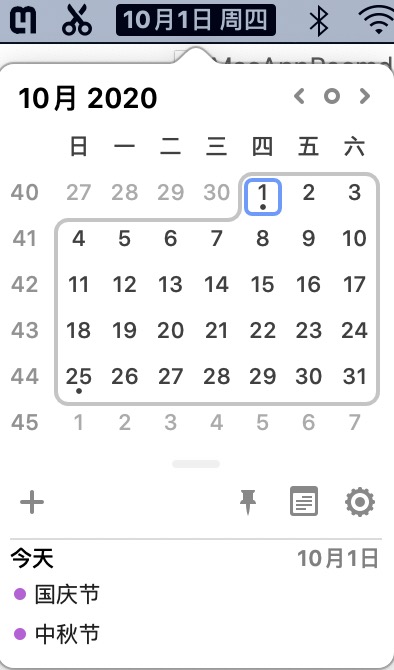 10月1日 周四
10月 2020
日 一 二 三 四 五 六
40 27 28 29 30 1 2 3
41 4 5 6 7 8 9 10
42 11 12 13 14 15 16 17
43 18 19 20 21 22 23 24
44 25 26 27 28 29 30 31
45 1 2 3 4 5 6 7
今天 10月1日
国庆节
中秋节